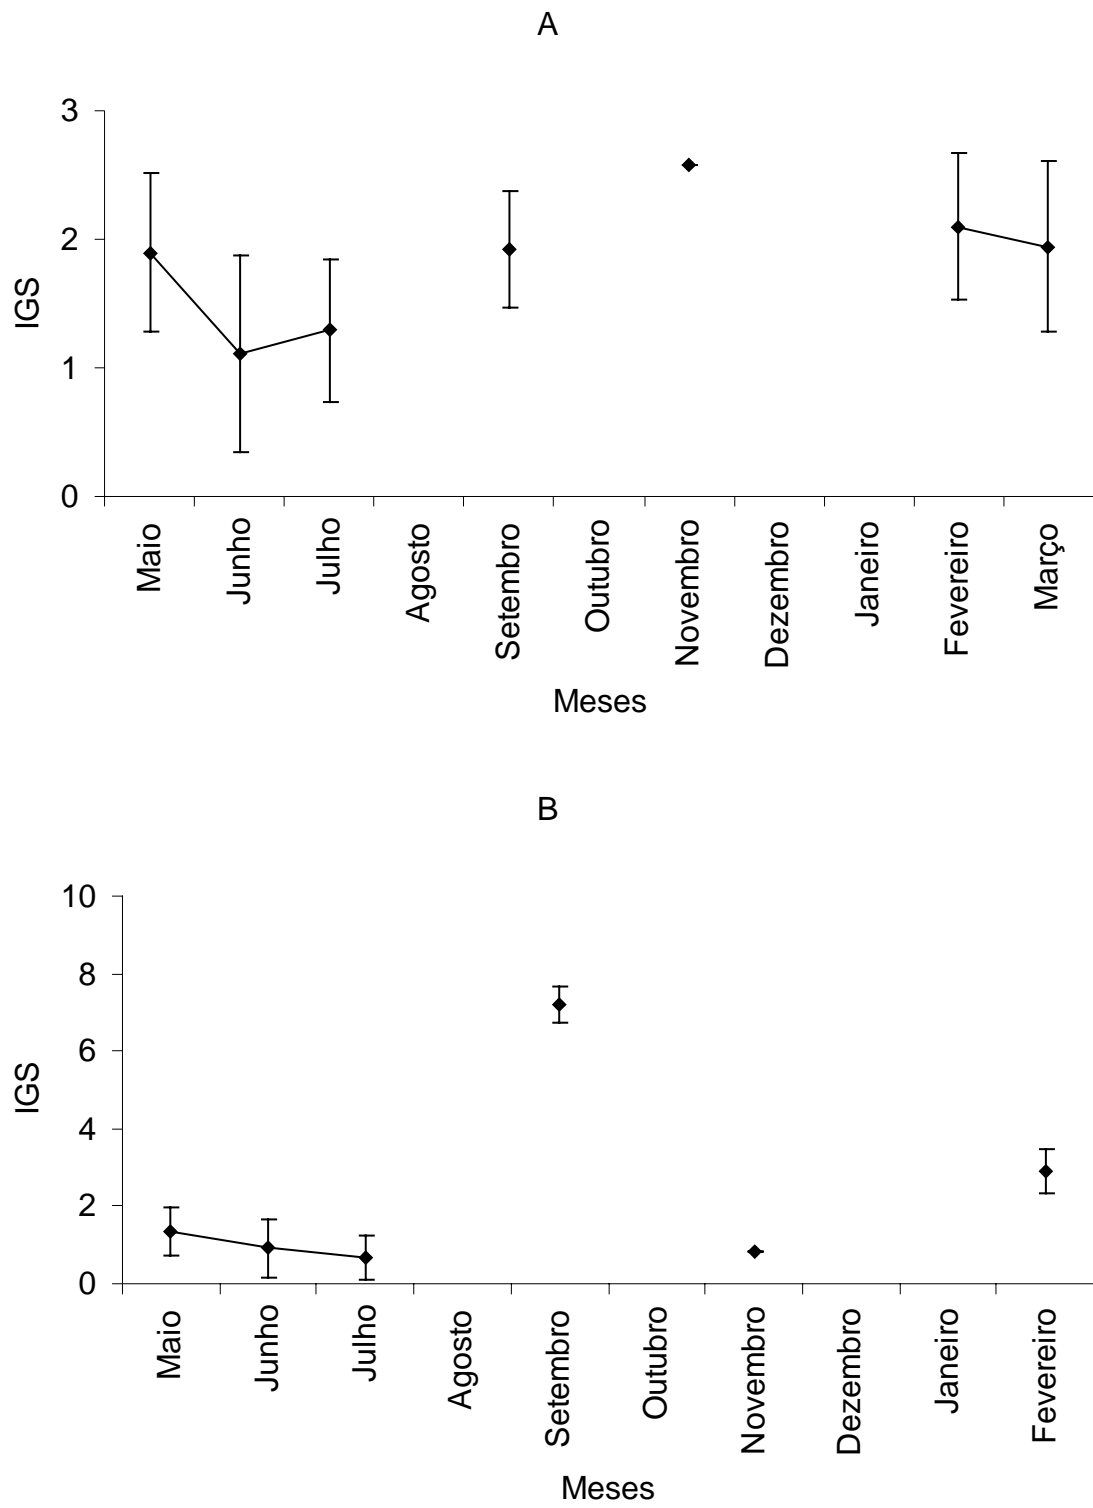 A
3
2
1
0
IGS
Maio
Junho
Julho
Agosto
Setembro
Outubro
Novembro
Dezembro
Janeiro
Fevereiro
Março
Meses
B
10
8
6
4
2
0
IGS
Maio
Junho
Julho
Agosto
Setembro
Outubro
Novembro
Dezembro
Janeiro
Fevereiro
Meses